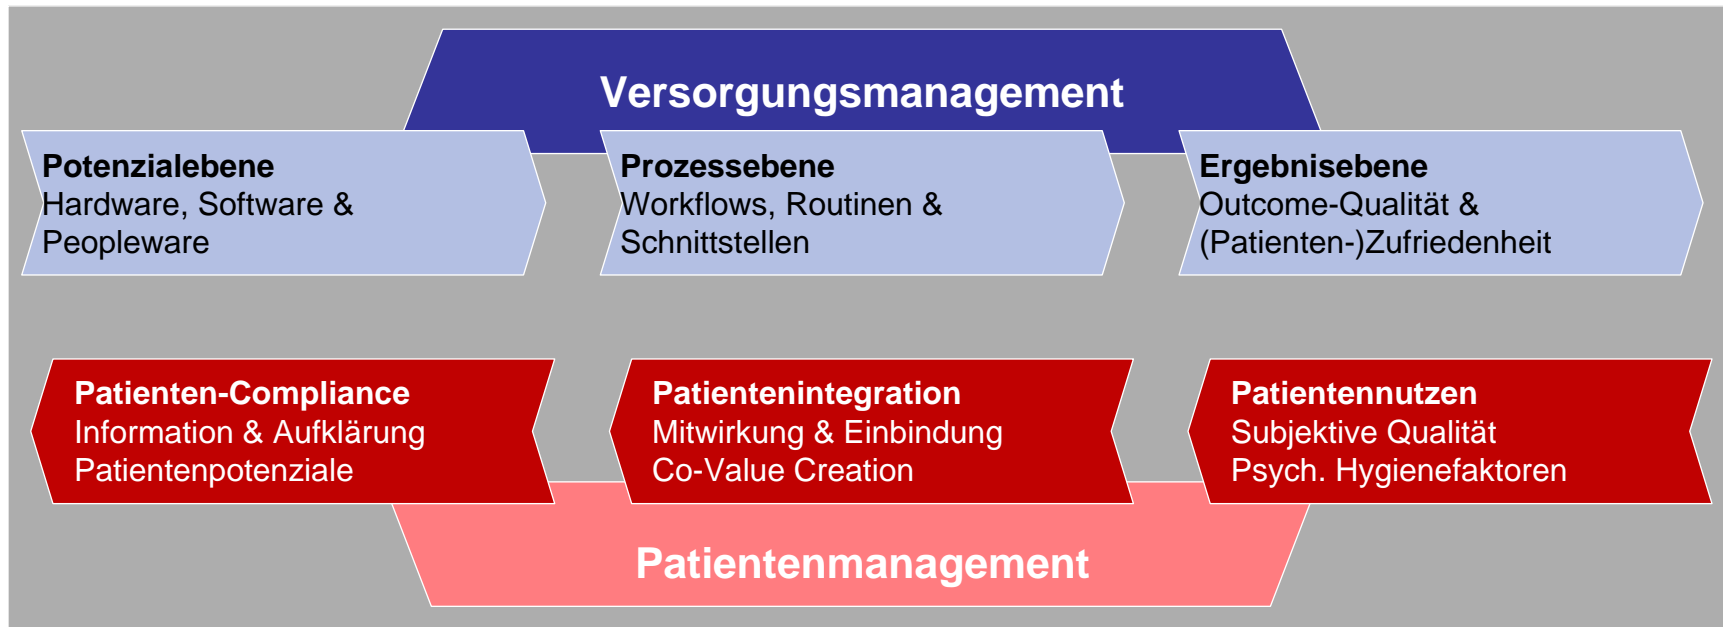 Versorgungsmanagement
Potenzialebene
Hardware, Software &
Peopleware
Prozessebene
Workflows, Routinen &
Schnittstellen
Ergebnisebene
Outcome-Qualität &
(Patienten-)Zufriedenheit
Patienten-Compliance
Information & Aufklärung
Patientenpotenziale
Patientenintegration
Mitwirkung & Einbindung
Co-Value Creation
Patientennutzen
Subjektive Qualität
Psych. Hygienefaktoren
Patientenmanagement